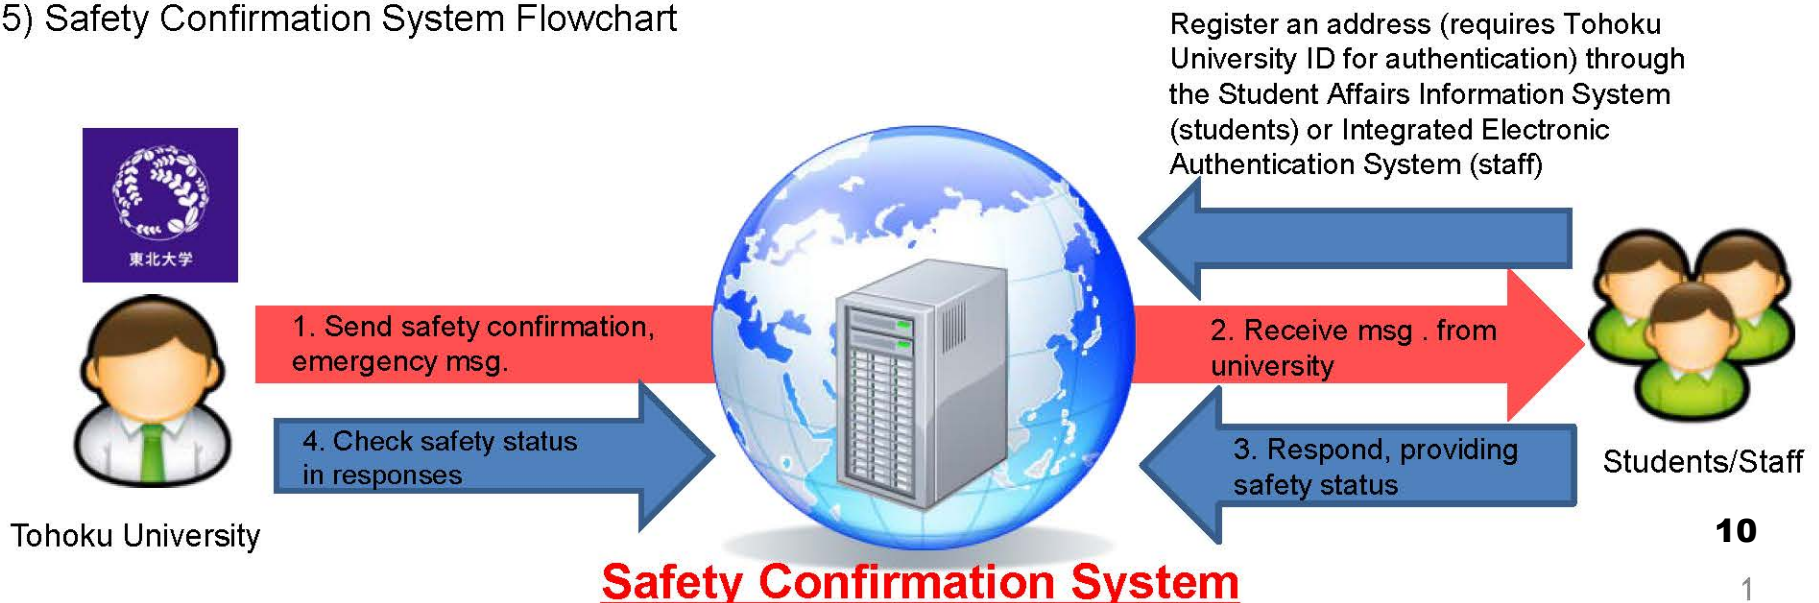 5) Safety Confirmation System Flowchart
Register an address (requires Tohoku
University ID for authentication) through
the Student Affairs Information System
(students) or Integrated Electronic
Authentication System (staff)
東北大学
1. Send safety confirmation,
emergency msg.
2. Receive msg . from
university
4. Check safety status
in responses
3. Respond, providing
safety status
Students/Staff
Tohoku University
10
Safety Confirmation System
1